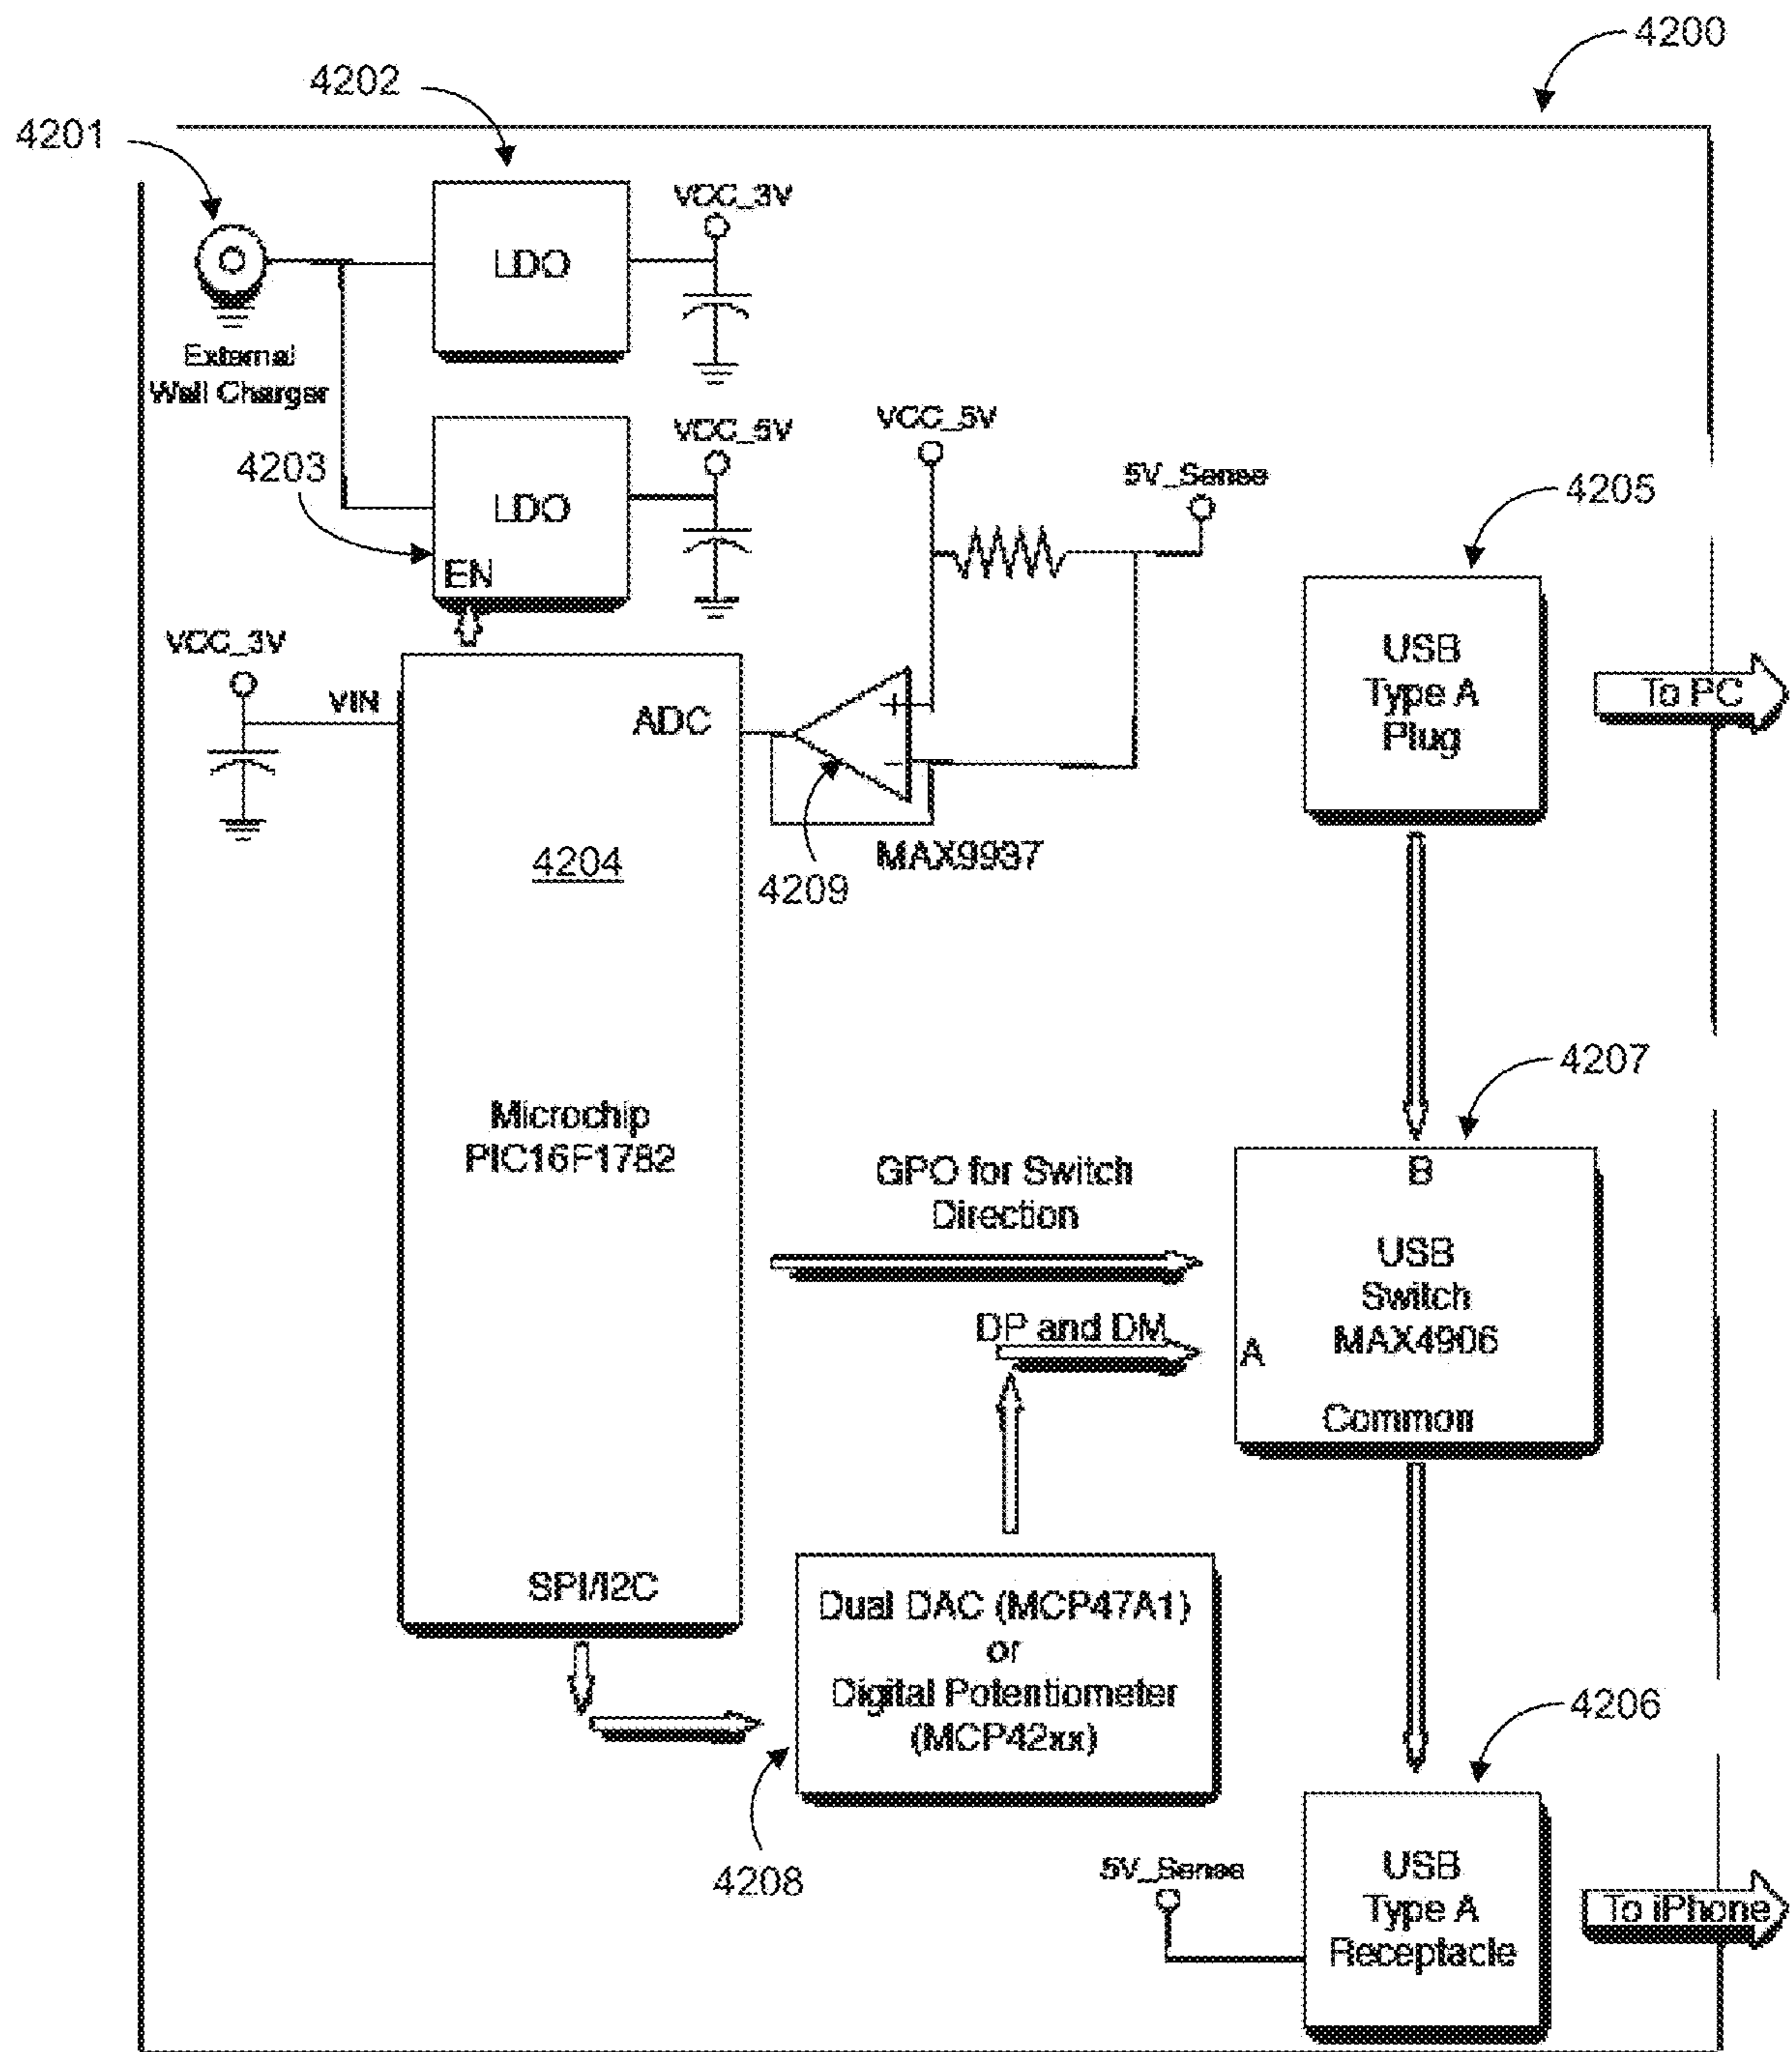 4200
4202
4201
VCC_3V
LDO
External
Wall Charger
VCC_5V
VCC_5V
4203
5V_Sense
LDO
4205
EN
VCC_3V
USB
Type A
Plug
To PC
VIN
ADC
4204
MAX9937
4209
4207
Microchip
PIC16F1782
GPO for Switch
Direction
B
USB
Switch
MAX4906
DP and DM
A
Common
SPI/I2C
Dual DAC (MCP47A1)
or
Digital Potentiometer
(MCP42xx)
4206
4208
5V_Sense
USB
Type A
Receptacle
To iPhone